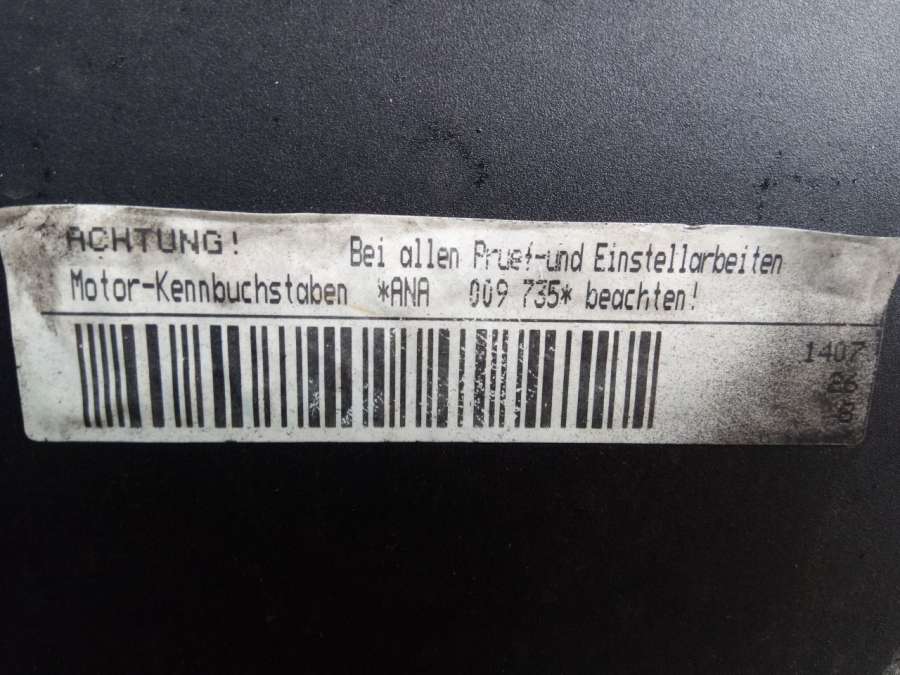 ACHTUNG! Bei allen Pruef-und Einstellarbeiten
Motor-Kennbuchstaben *ANA 009 735* beachten!
1407